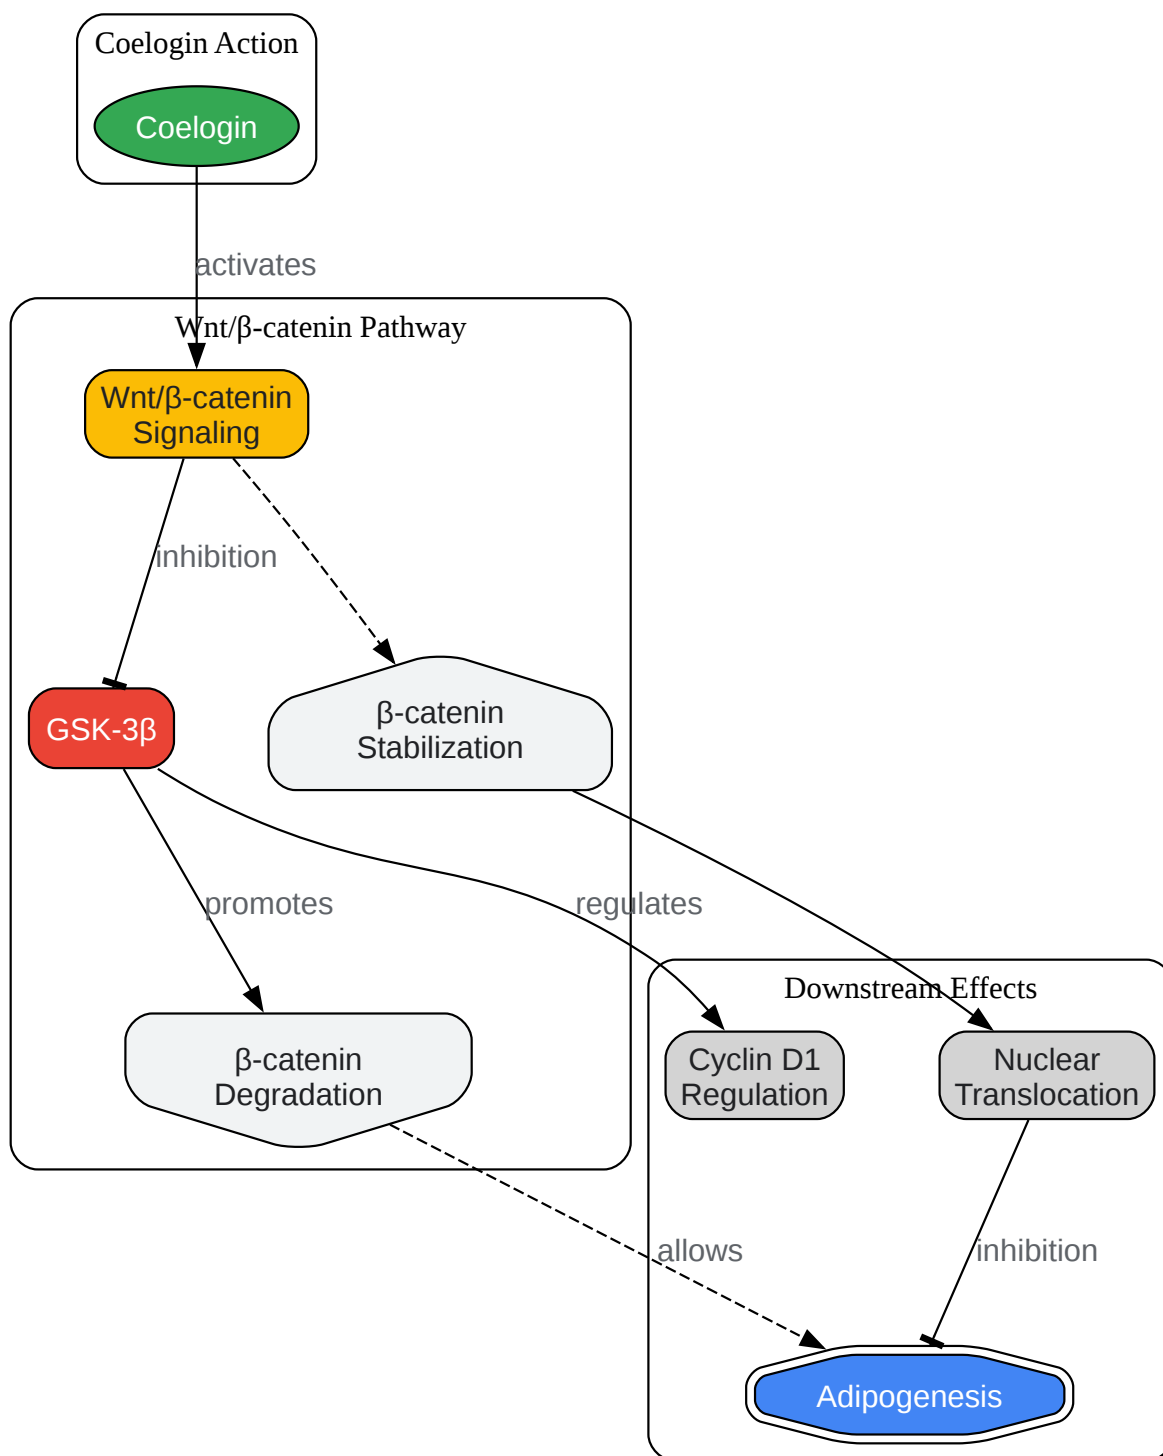 Coelogin Action
Coelogin
activates
Wnt/β-catenin Pathway
Wnt/β-catenin
Signaling
inhibition
GSK-3β
β-catenin
Stabilization
promotes
regulates
Downstream Effects
β-catenin
Degradation
Cyclin D1
Regulation
Nuclear
Translocation
allows
inhibition
Adipogenesis